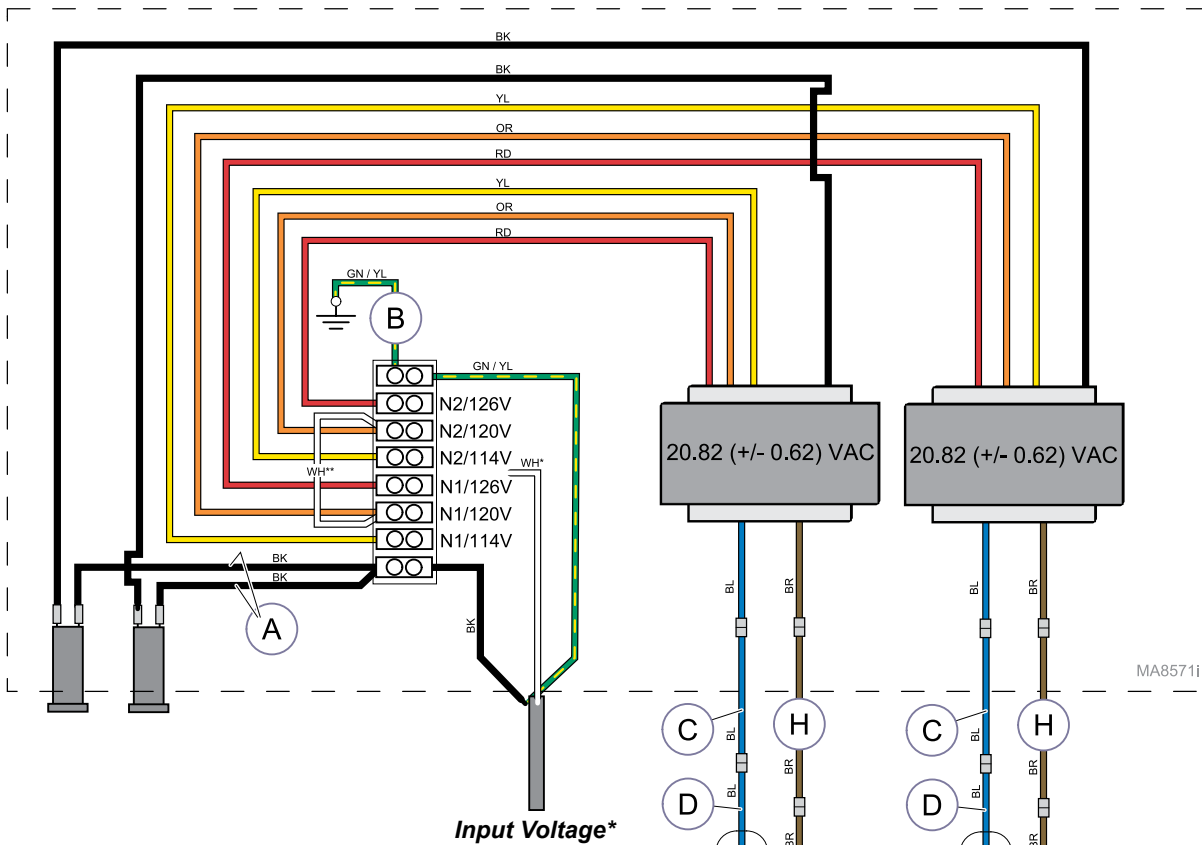 BK
BK
YL
OR
RD
YL
OR
RD
GN / YL
B
GN / YL
N2/126V
N2/120V
N2/114V
WH*
WH**
N1/126V
N1/120V
N1/114V
20.82 (+/- 0.62) VAC
20.82 (+/- 0.62) VAC
BK
BK
A
BK
BL
BR
BL
BR
MA8571i
C
BL
H
C
BL
H
BL
BR
BL
BR
D
D
BR
BR
Input Voltage*